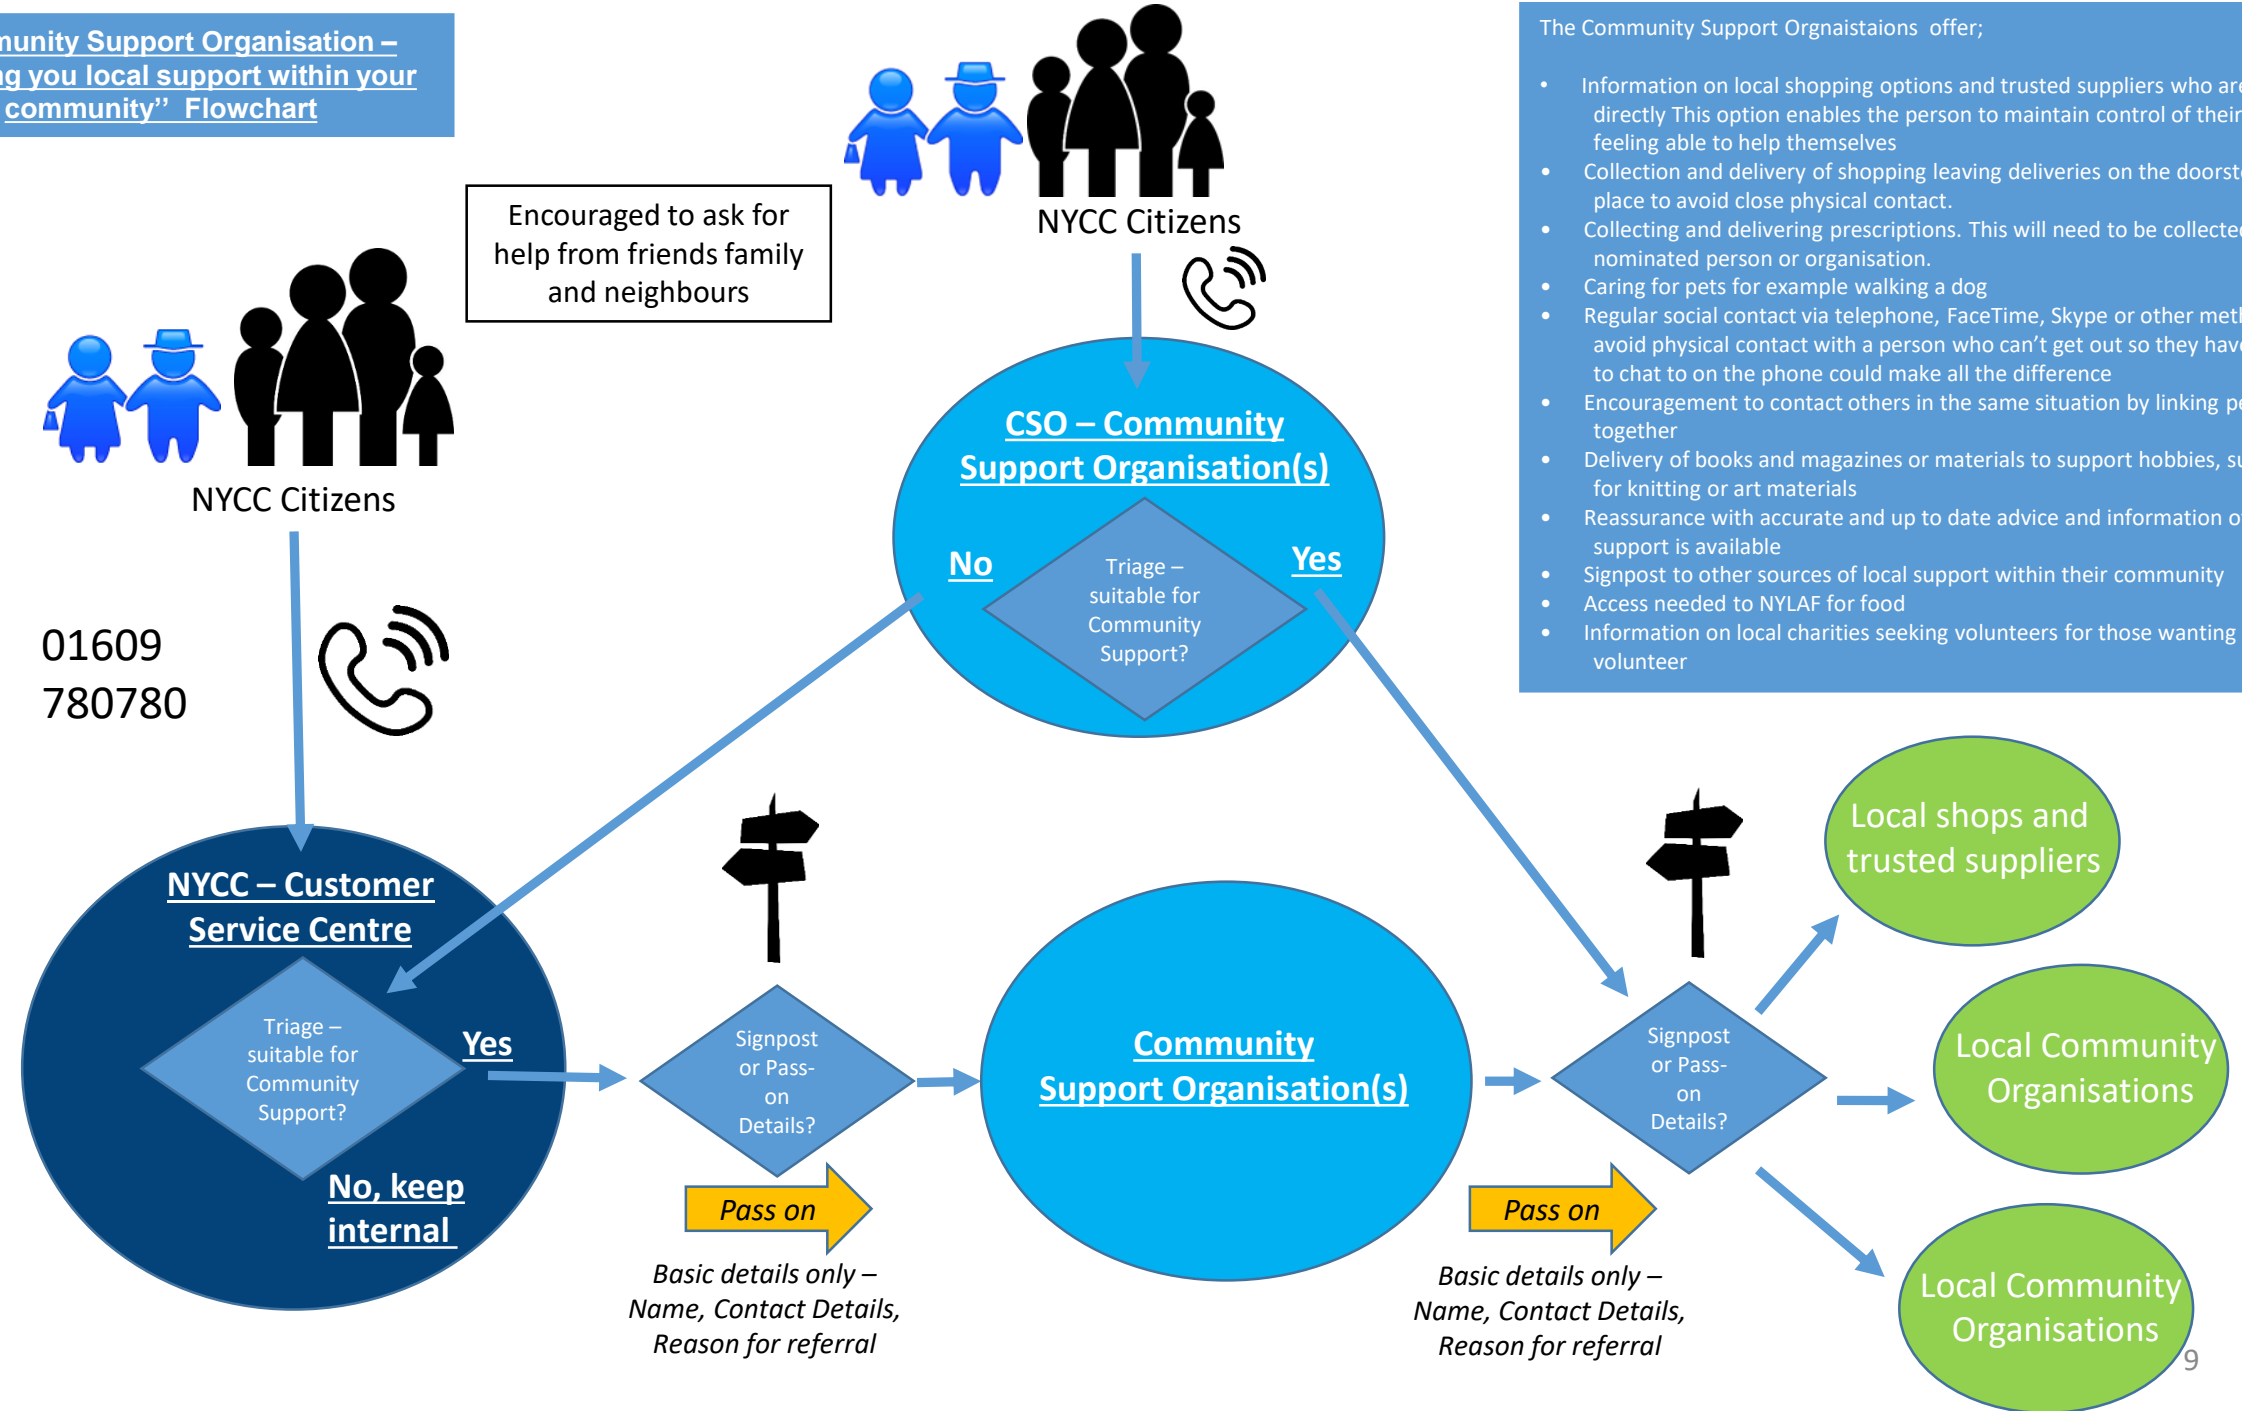 munity Support Organisation –
g you local support within your
community” Flowchart
NYCC Citizens
Encouraged to ask for
help from friends family
and neighbours
The Community Support Orgnaistaions offer;
• Information on local shopping options and trusted suppliers who are
directly This option enables the person to maintain control of their
feeling able to help themselves
• Collection and delivery of shopping leaving deliveries on the doorst
place to avoid close physical contact.
• Collecting and delivering prescriptions. This will need to be collecte
nominated person or organisation.
• Caring for pets for example walking a dog
• Regular social contact via telephone, FaceTime, Skype or other met
avoid physical contact with a person who can’t get out so they have
to chat to on the phone could make all the difference
• Encouragement to contact others in the same situation by linking pe
together
• Delivery of books and magazines or materials to support hobbies, su
for knitting or art materials
• Reassurance with accurate and up to date advice and information o
support is available
• Signpost to other sources of local support within their community
• Access needed to NYLAF for food
• Information on local charities seeking volunteers for those wanting
volunteer
NYCC Citizens
01609
780780
CSO – Community
Support Organisation(s)
No
Triage –
suitable for
Community
Support?
Yes
NYCC – Customer
Service Centre
Triage –
suitable for
Community
Support?
Yes
No, keep
internal
Signpost
or Pass-
on
Details?
Pass on
Basic details only –
Name, Contact Details,
Reason for referral
Community
Support Organisation(s)
Signpost
or Pass-
on
Details?
Pass on
Basic details only –
Name, Contact Details,
Reason for referral
Local shops and
trusted suppliers
Local Community
Organisations
Local Community
Organisations
9